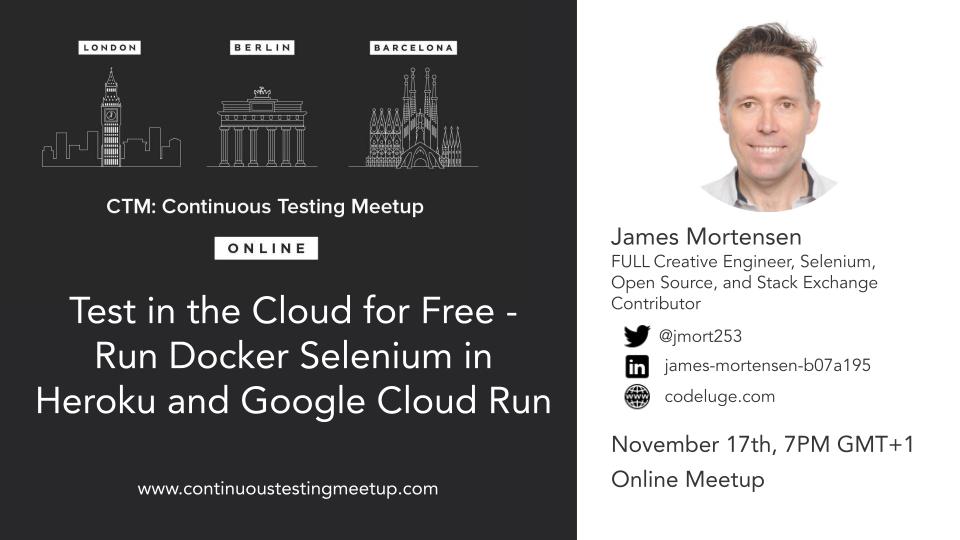 LONDON
BERLIN
BARCELONA
CTM: Continuous Testing Meetup
ONLINE
Test in the Cloud for Free -
Run Docker Selenium in
Heroku and Google Cloud Run
www.continuoustestingmeetup.com
James Mortensen
FULL Creative Engineer, Selenium,
Open Source, and Stack Exchange
Contributor
@jmort253
in
james-mortensen-b07a195
www
codeluge.com
November 17th, 7PM GMT+1
Online Meetup